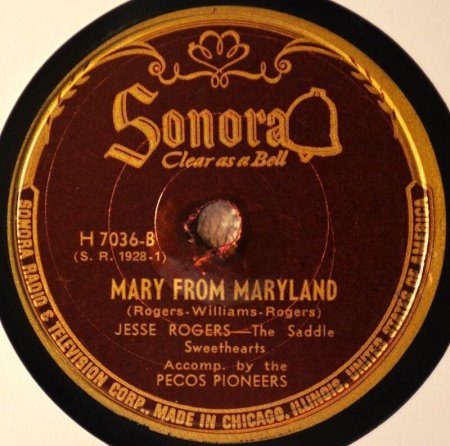 Sonora
Clear as a Bell
H 7036-B
(S. R. 1928-1)
MARY FROM MARYLAND
(Rogers-Williams-Rogers)
JESSE ROGERS—The Saddle
Sweethearts
Accomp. by the
PECOS PIONEERS
SONORA RADIO & TELEVISION CORP., MADE IN CHICAGO, ILLINOIS, UNITED STATES OF AMERICA